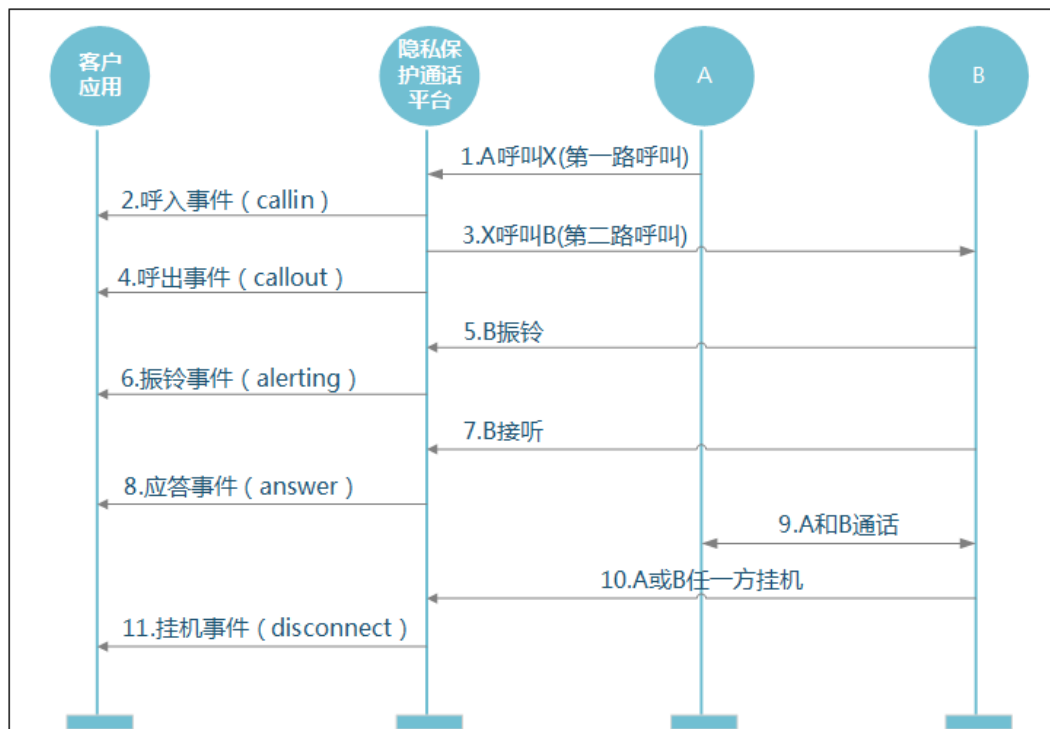 客户
应用
隐私保
护通话
平台
A
B
1.A呼叫X(第一路呼叫)
2.呼入事件（callin）
3.X呼叫B(第二路呼叫)
4.呼出事件（callout）
5.B振铃
6.振铃事件（alerting）
7.B接听
8.应答事件（answer）
9.A和B通话
10.A或B任一方挂机
11.挂机事件（disconnect）